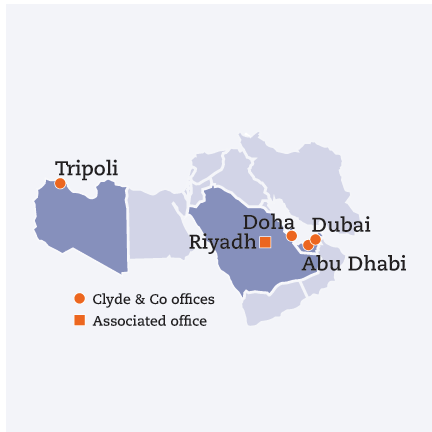 Tripoli
Doha
Dubai
Riyadh
Abu Dhabi
Clyde & Co offices
Associated office